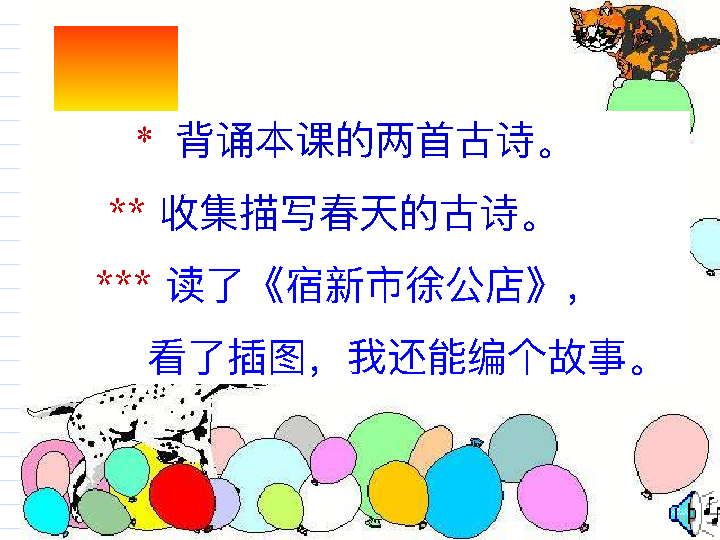 * 背诵本课的两首古诗。
** 收集描写春天的古诗。
*** 读了《宿新市徐公店》，
看了插图，我还能编个故事。